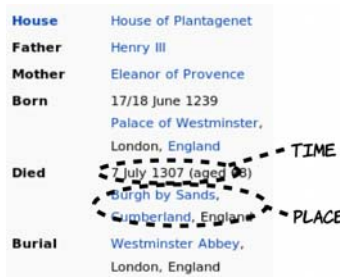 House House of Plantagenet
Father Henry III
Mother Eleanor of Provence
Born 17/18 June 1239
Palace of Westminster,
London, England
TIME
Died 7 July 1307 (aged 68)
Burgh by Sands,
Cumberland, England
PLACE
Burial Westminster Abbey,
London, England